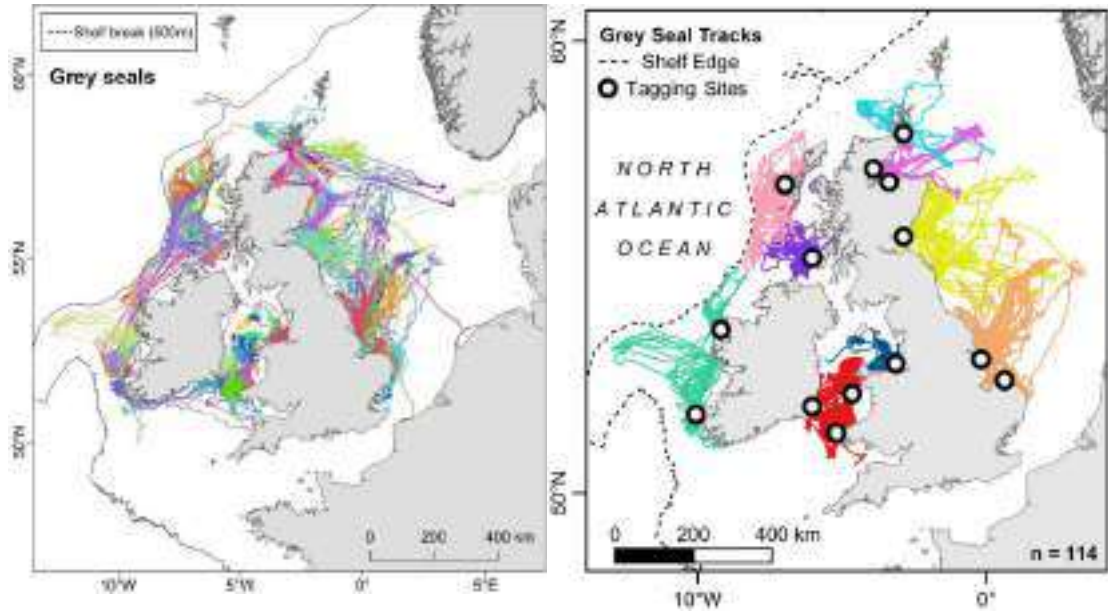 Shelf break (600m)
Grey seals
60°N
55°N
50°N
0 200 400
km
10°W 5°W 0° 5°E
Grey Seal Tracks
Shelf Edge
Tagging Sites
NORTH
ATLANTIC
OCEAN
60°N
50°N
0 200 400 km
n = 114
10°W 0°